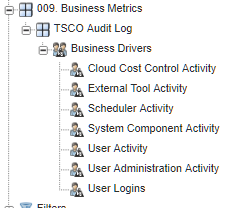 009. Business Metrics
TSCO Audit Log
Business Drivers
Cloud Cost Control Activity
External Tool Activity
Scheduler Activity
System Component Activity
User Activity
User Administration Activity
User Logins
Filters